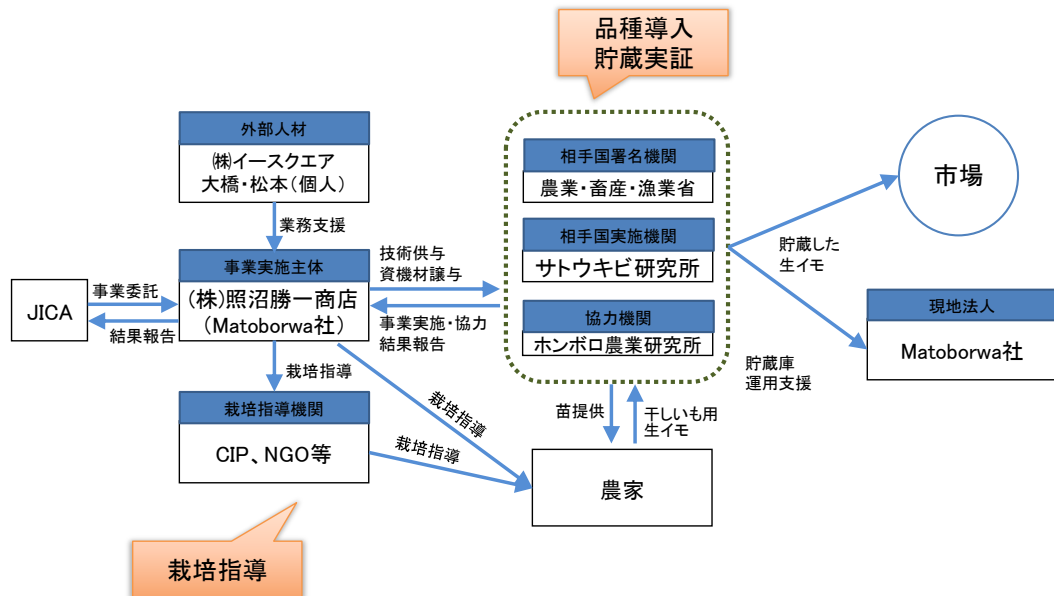 品種導入
貯蔵実証
外部人材
㈱イースクエア
大橋・松本(個人)
業務支援
相手国署名機関
農業・畜産・漁業省
相手国実施機関
サトウキビ研究所
協力機関
ホンボロ農業研究所
市場
貯蔵した
生イモ
技術供与
資機材譲与
事業実施主体
(株)照沼勝一商店
(Matoborwa社)
JICA
事業委託
結果報告
事業実施・協力
結果報告
現地法人
Matoborwa社
貯蔵庫
運用支援
栽培指導
栽培指導機関
CIP、NGO等
栽培指導
栽培指導
苗提供
干しいも用
生イモ
農家
栽培指導